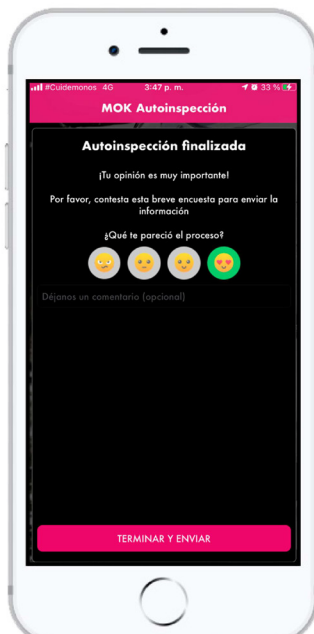 #Cuidemonos 4G 3:47 p. m. 33 %
MOK Autoinspección
Autoinspección finalizada
¡Tu opinión es muy importante!
Por favor, contesta esta breve encuesta para enviar la
información
¿Qué te pareció el proceso?
Déjanos un comentario (opcional)
TERMINAR Y ENVIAR